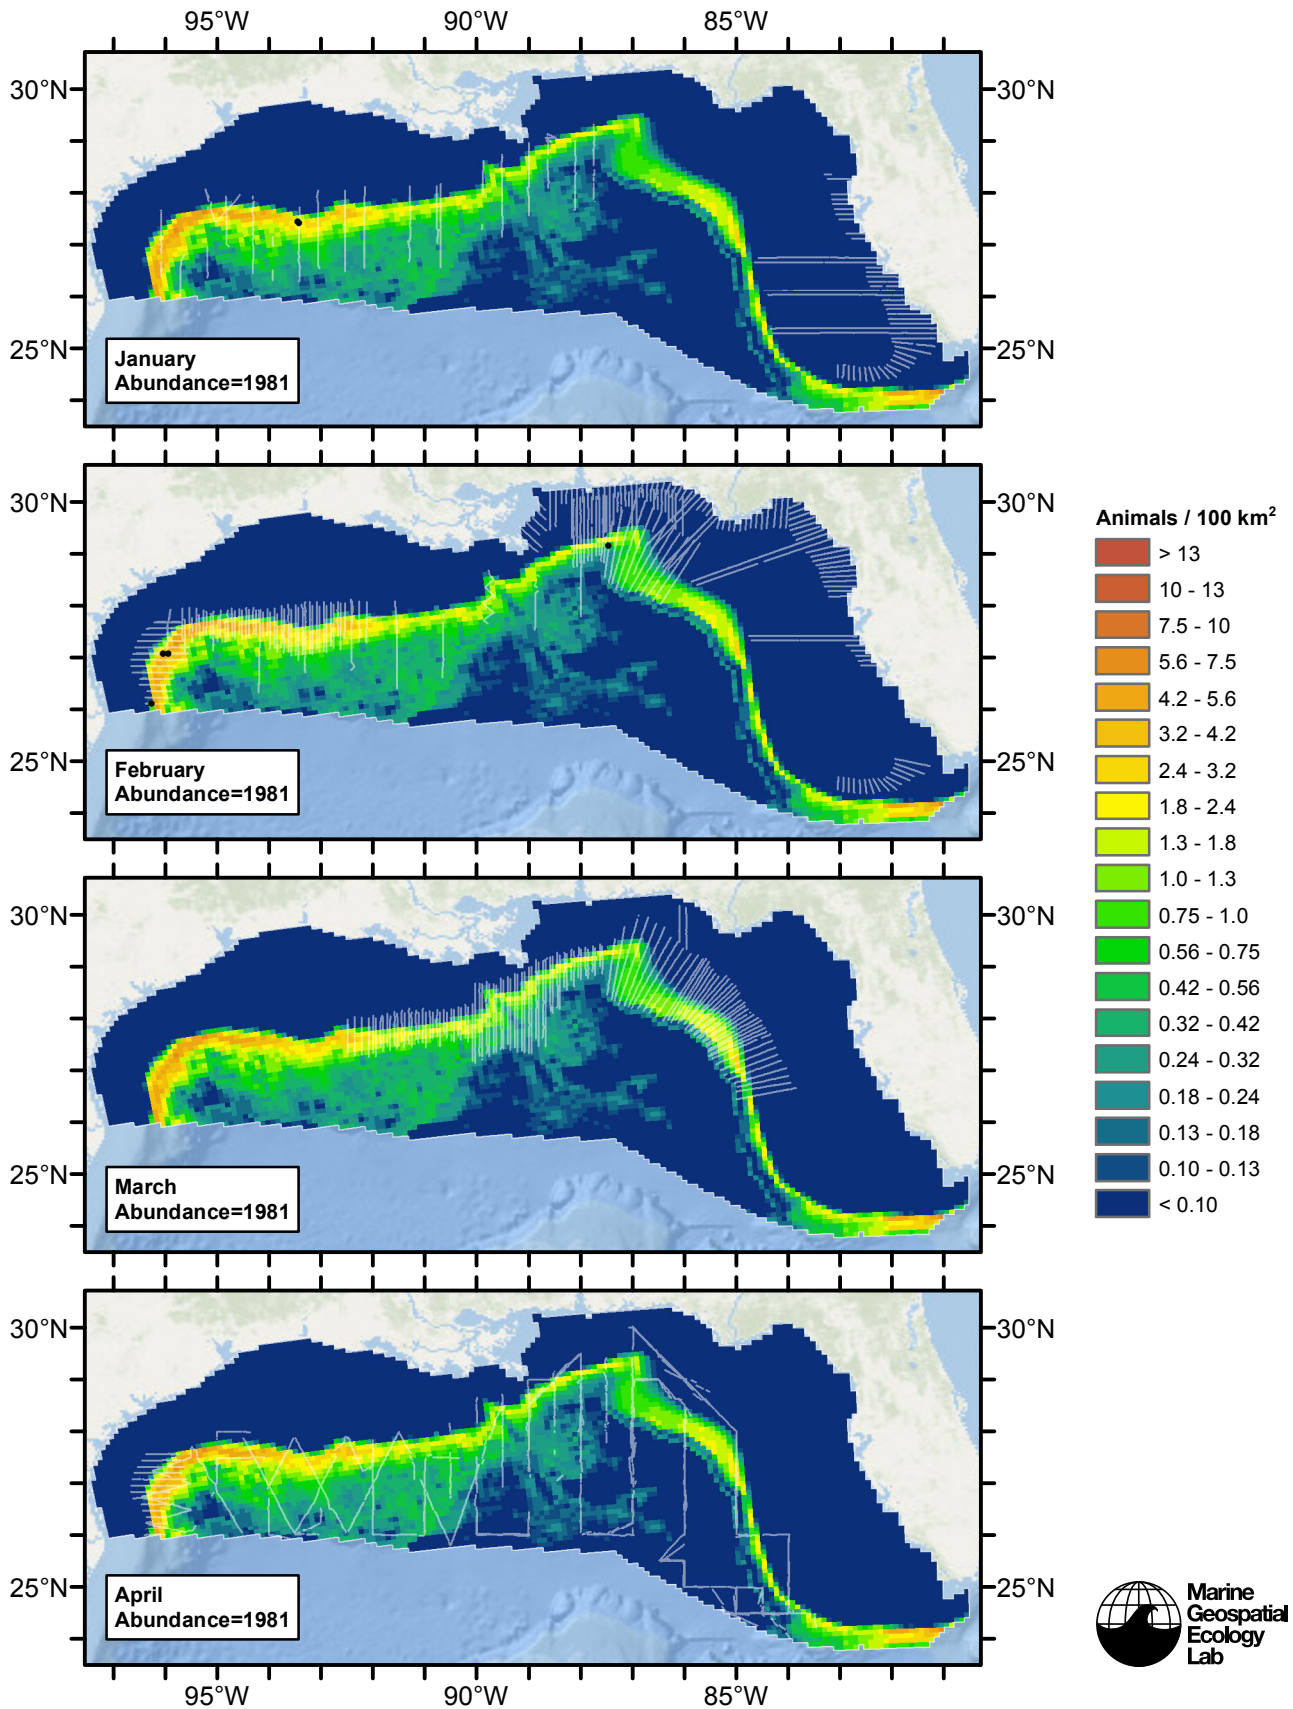 95°W 90°W 85°W
30°N 30°N
25°N 25°N
January
Abundance=1981
30°N 30°N
25°N 25°N
February
Abundance=1981
Animals / 100 km²
> 13
10 - 13
7.5 - 10
5.6 - 7.5
4.2 - 5.6
3.2 - 4.2
2.4 - 3.2
1.8 - 2.4
1.3 - 1.8
1.0 - 1.3
0.75 - 1.0
0.56 - 0.75
0.42 - 0.56
0.32 - 0.42
0.24 - 0.32
0.18 - 0.24
0.13 - 0.18
0.10 - 0.13
< 0.10
30°N 30°N
25°N 25°N
March
Abundance=1981
30°N 30°N
25°N 25°N
April
Abundance=1981
95°W 90°W 85°W
Marine
Geospatial
Ecology
Lab